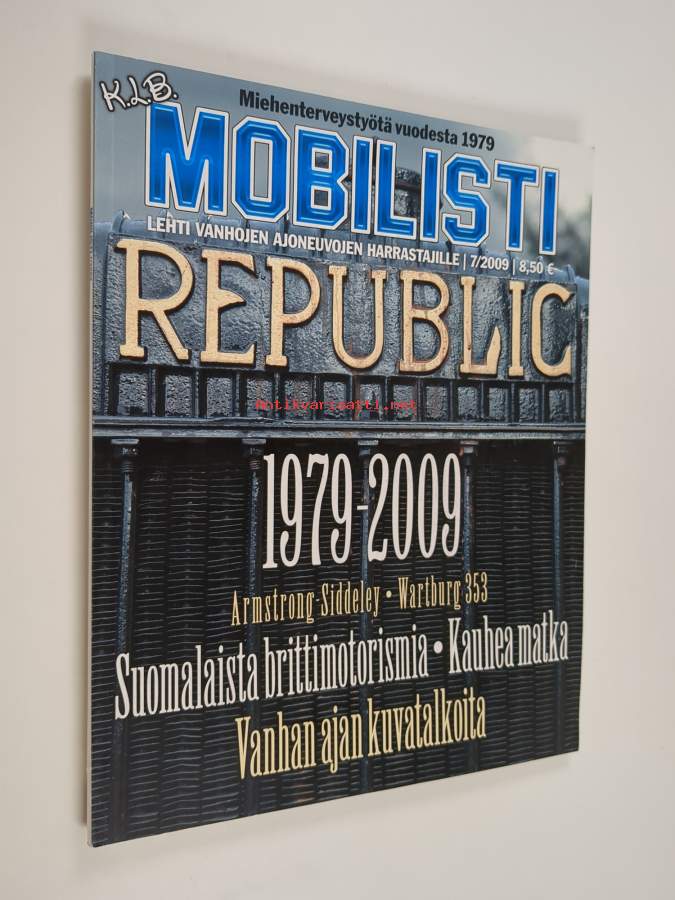 K.L.B.
Miehenterveystyötä vuodesta 1979
MOBILISTI
LEHTI VANHOJEN AJONEUVOJEN HARRASTAJILLE | 7/2009 | 8,50 €
REPUBLIC
Antikvariaatti.net
1979-2009
Armstrong-Siddeley • Wartburg 353
Suomalaista brittimotorismia • Kauhea matka
Vanhan ajan kuvatalkoita